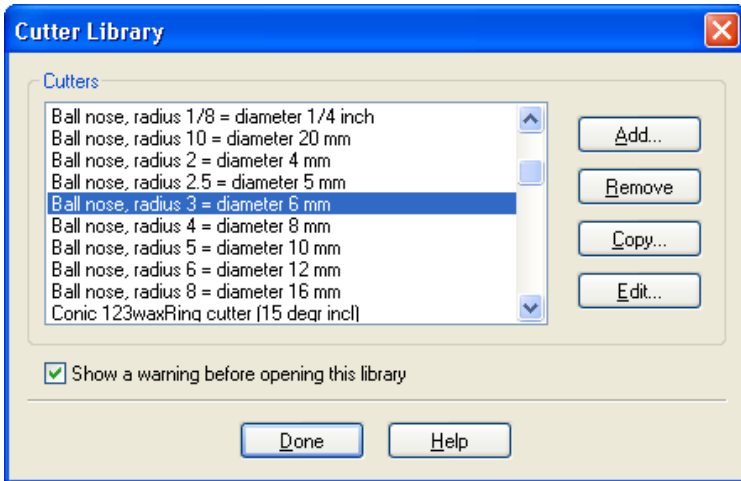 Cutter Library
Cutters
Ball nose, radius 1/8 = diameter 1/4 inch
Ball nose, radius 10 = diameter 20 mm
Ball nose, radius 2 = diameter 4 mm
Ball nose, radius 2.5 = diameter 5 mm
Ball nose, radius 3 = diameter 6 mm
Ball nose, radius 4 = diameter 8 mm
Ball nose, radius 5 = diameter 10 mm
Ball nose, radius 6 = diameter 12 mm
Ball nose, radius 8 = diameter 16 mm
Conic 123waxRing cutter (15 degr incl)
Add...
Remove
Copy...
Edit...
Show a warning before opening this library
Done
Help